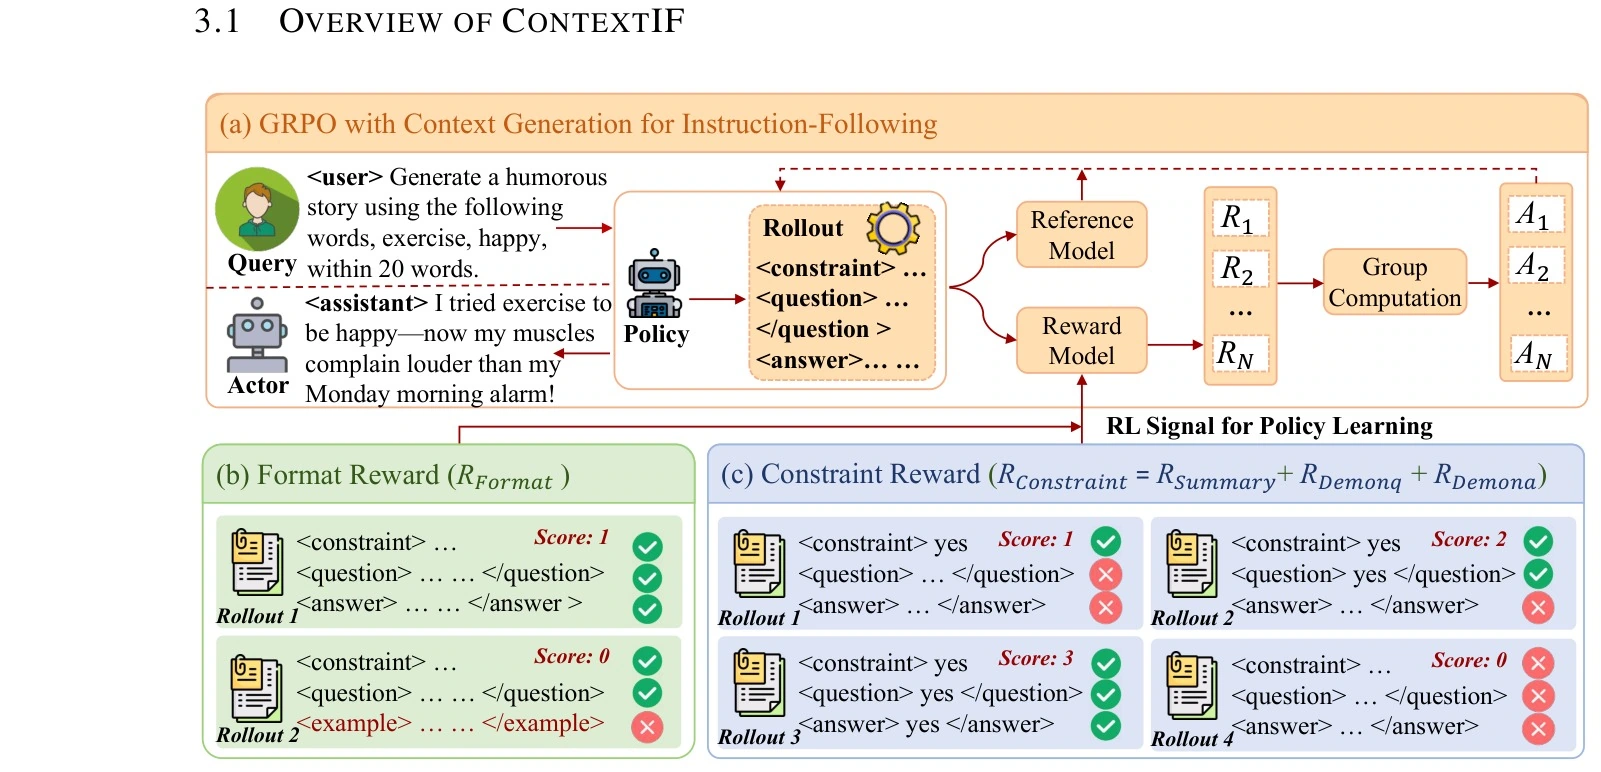 3.1 OVERVIEW OF CONTEXTIF
(a) GRPO with Context Generation for Instruction-Following
<user> Generate a humorous
story using the following
words, exercise, happy,
within 20 words.
Query
<assistant> I tried exercise to
be happy—now my muscles
complain louder than my
Monday morning alarm!
Actor
Policy
Rollout
<constraint> ...
<question> ...
</question >
<answer>... ...
Reference
Model
Reward
Model
R1
R2
...
RN
Group
Computation
A1
A2
...
AN
RL Signal for Policy Learning
(b) Format Reward (RFormat )
<constraint> ... Score: 1
<question> ... ... </question>
<answer> ... ... </answer >
Rollout 1
<constraint> ... Score: 0
<question> ... ... </question>
<example> ... ... </example>
Rollout 2
(c) Constraint Reward (RConstraint = RSummary+ RDemonq + RDemona)
<constraint> yes Score: 1
<question> ... </question>
<answer> ... </answer>
Rollout 1
<constraint> yes Score: 2
<question> yes </question>
<answer> ... </answer>
Rollout 2
<constraint> yes Score: 3
<question> yes </question>
<answer> yes </answer>
Rollout 3
<constraint> ... Score: 0
<question> ... </question>
<answer> ... </answer>
Rollout 4